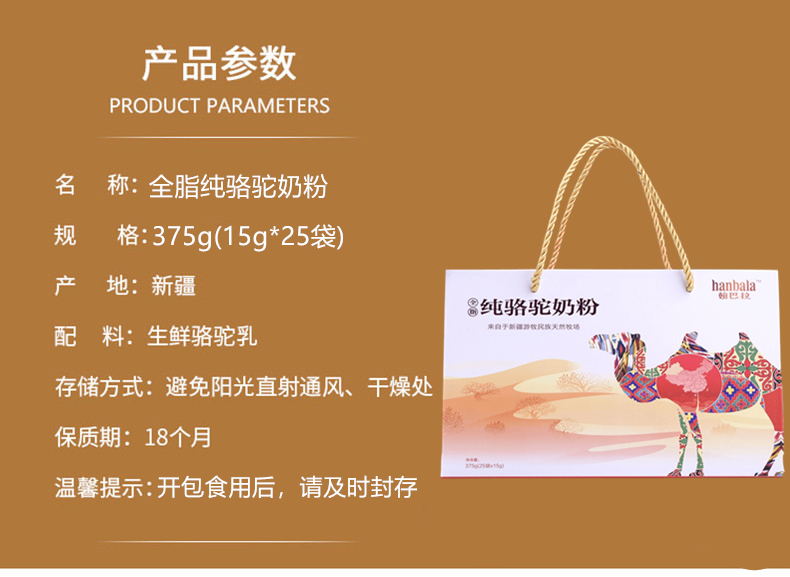 产品参数
PRODUCT PARAMETERS
名 称：全脂纯骆驼奶粉
规 格：375g(15g*25袋)
产 地：新疆
配 料：生鲜骆驼乳
存储方式：避免阳光直射通风、干燥处
保质期：18个月
温馨提示：开包食用后，请及时封存
hanbala™
翰巴拉
全脂 纯骆驼奶粉
来自于新疆游牧民族天然牧场
净含量：
375g(25袋x15g)